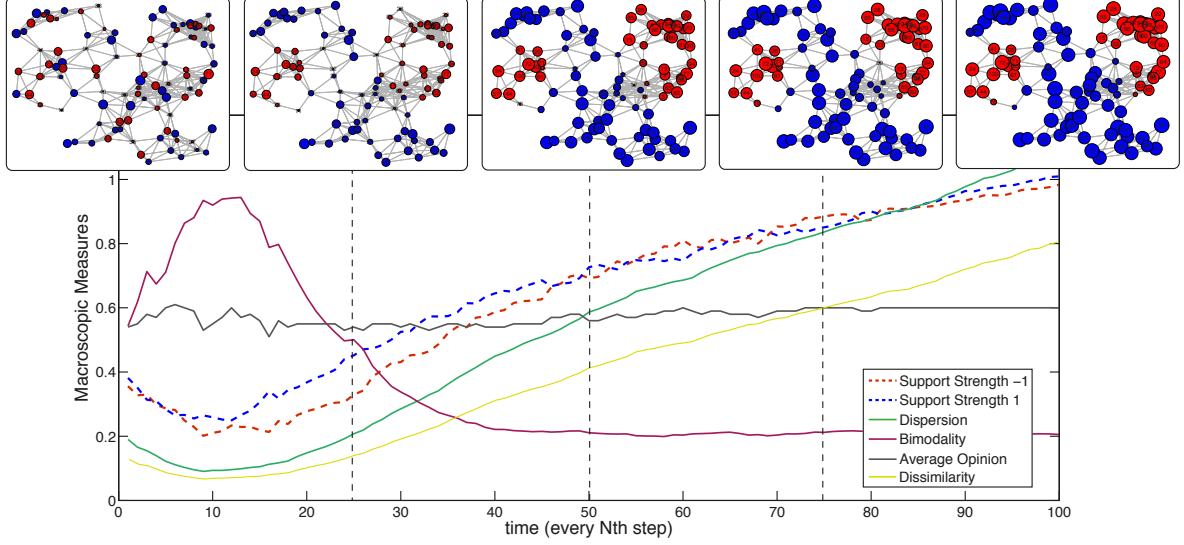 1
0.8
0.6
0.4
0.2
0
Macroscopic Measures
0 10 20 30 40 50 60 70 80 90 100
time (every Nth step)
Support Strength −1
Support Strength 1
Dispersion
Bimodality
Average Opinion
Dissimilarity